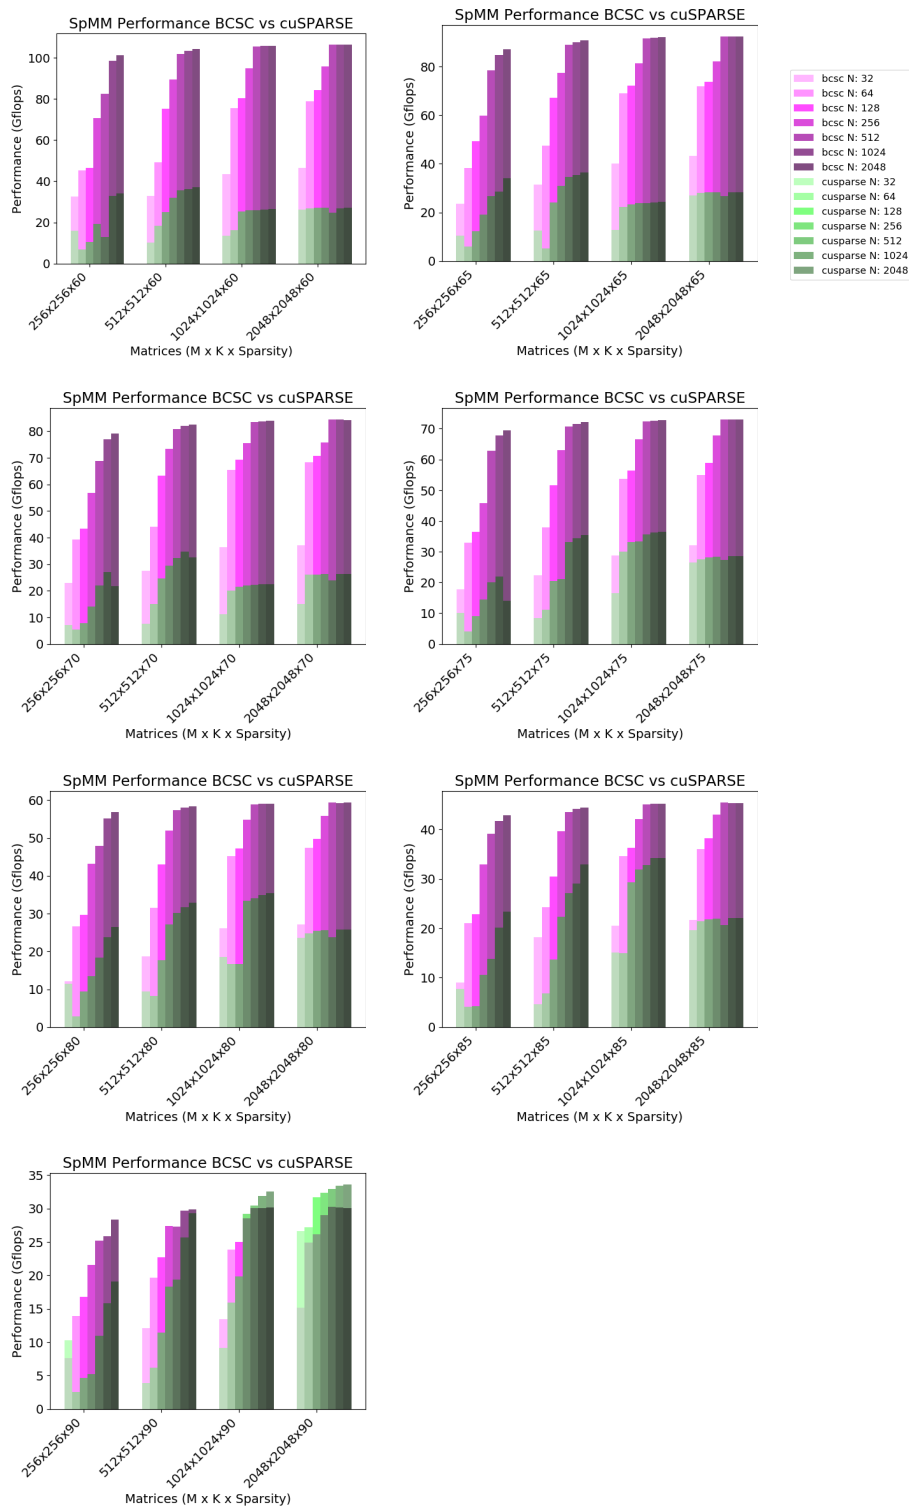 SpMM Performance BCSC vs cuSPARSE
Performance (Gflops)
100
80
60
40
20
0
256x256x60
512x512x60
1024x1024x60
2048x2048x60
Matrices (M x K x Sparsity)
SpMM Performance BCSC vs cuSPARSE
Performance (Gflops)
80
60
40
20
0
256x256x65
512x512x65
1024x1024x65
2048x2048x65
Matrices (M x K x Sparsity)
bcsc N: 32
bcsc N: 64
bcsc N: 128
bcsc N: 256
bcsc N: 512
bcsc N: 1024
bcsc N: 2048
cusparse N: 32
cusparse N: 64
cusparse N: 128
cusparse N: 256
cusparse N: 512
cusparse N: 1024
cusparse N: 2048
SpMM Performance BCSC vs cuSPARSE
Performance (Gflops)
80
70
60
50
40
30
20
10
0
256x256x70
512x512x70
1024x1024x70
2048x2048x70
Matrices (M x K x Sparsity)
SpMM Performance BCSC vs cuSPARSE
Performance (Gflops)
70
60
50
40
30
20
10
0
256x256x75
512x512x75
1024x1024x75
2048x2048x75
Matrices (M x K x Sparsity)
SpMM Performance BCSC vs cuSPARSE
Performance (Gflops)
60
50
40
30
20
10
0
256x256x80
512x512x80
1024x1024x80
2048x2048x80
Matrices (M x K x Sparsity)
SpMM Performance BCSC vs cuSPARSE
Performance (Gflops)
40
30
20
10
0
256x256x85
512x512x85
1024x1024x85
2048x2048x85
Matrices (M x K x Sparsity)
SpMM Performance BCSC vs cuSPARSE
Performance (Gflops)
35
30
25
20
15
10
5
0
256x256x90
512x512x90
1024x1024x90
2048x2048x90
Matrices (M x K x Sparsity)